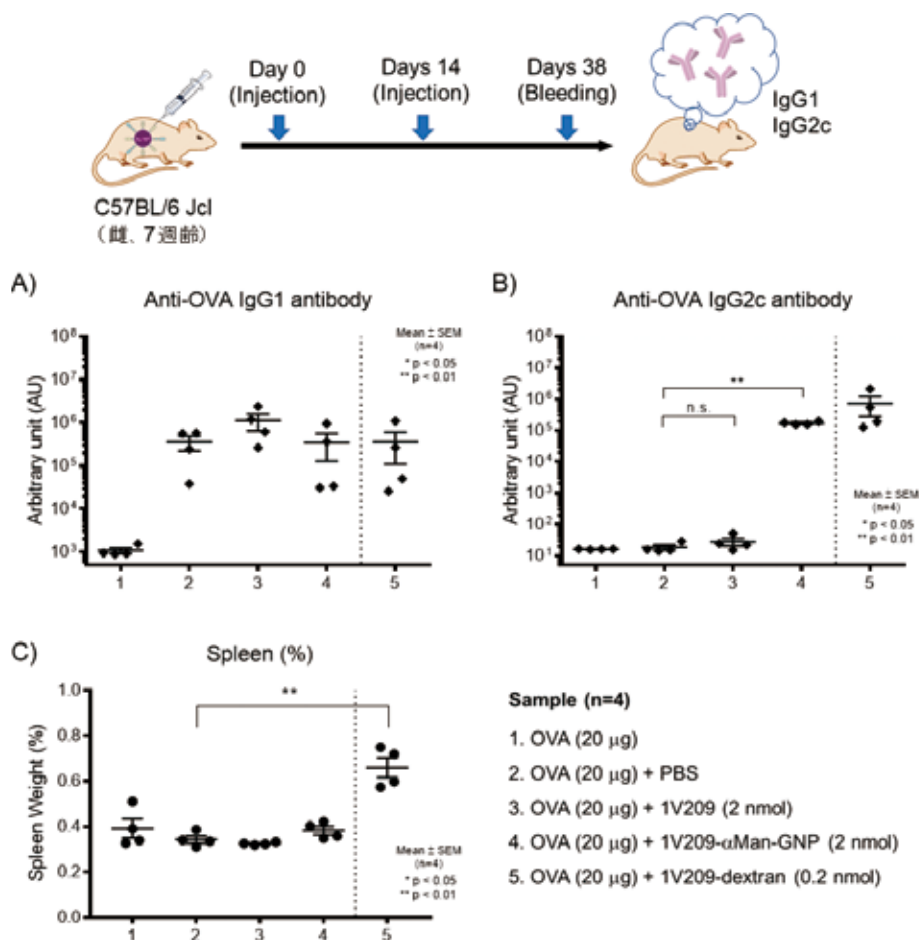 Day 0
(Injection)
Days 14
(Injection)
Days 38
(Bleeding)
IgG1
IgG2c
C57BL/6 Jcl
(雌、7週齢)
A)
Anti-OVA IgG1 antibody
Arbitrary unit (AU)
10⁸
10⁷
10⁶
10⁵
10⁴
10³
Mean ± SEM
(n=4)
* p < 0.05
** p < 0.01
1 2 3 4 5
B)
Anti-OVA IgG2c antibody
Arbitrary unit (AU)
10⁸
10⁷
10⁶
10⁵
10⁴
10³
10²
10¹
**
n.s.
Mean ± SEM
(n=4)
* p < 0.05
** p < 0.01
1 2 3 4 5
C)
Spleen (%)
Spleen Weight (%)
1.0
0.8
0.6
0.4
0.2
0.0
**
Mean ± SEM
(n=4)
* p < 0.05
** p < 0.01
1 2 3 4 5
Sample (n=4)
1. OVA (20 μg)
2. OVA (20 μg) + PBS
3. OVA (20 μg) + 1V209 (2 nmol)
4. OVA (20 μg) + 1V209-αMan-GNP (2 nmol)
5. OVA (20 μg) + 1V209-dextran (0.2 nmol)